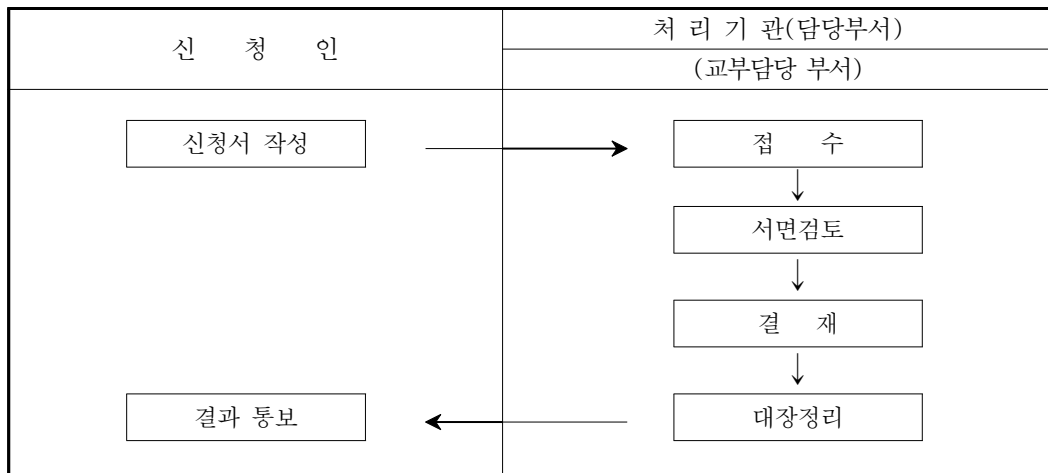 신 청 인
처 리 기 관(담당부서)
(교부담당 부서)
신청서 작성
접 수
서면검토
결 재
결과 통보
대장정리